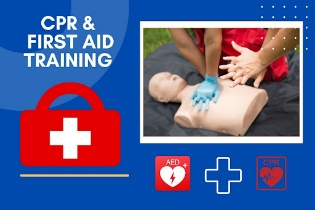 CPR &
FIRST AID
TRAINING
AED
CPR